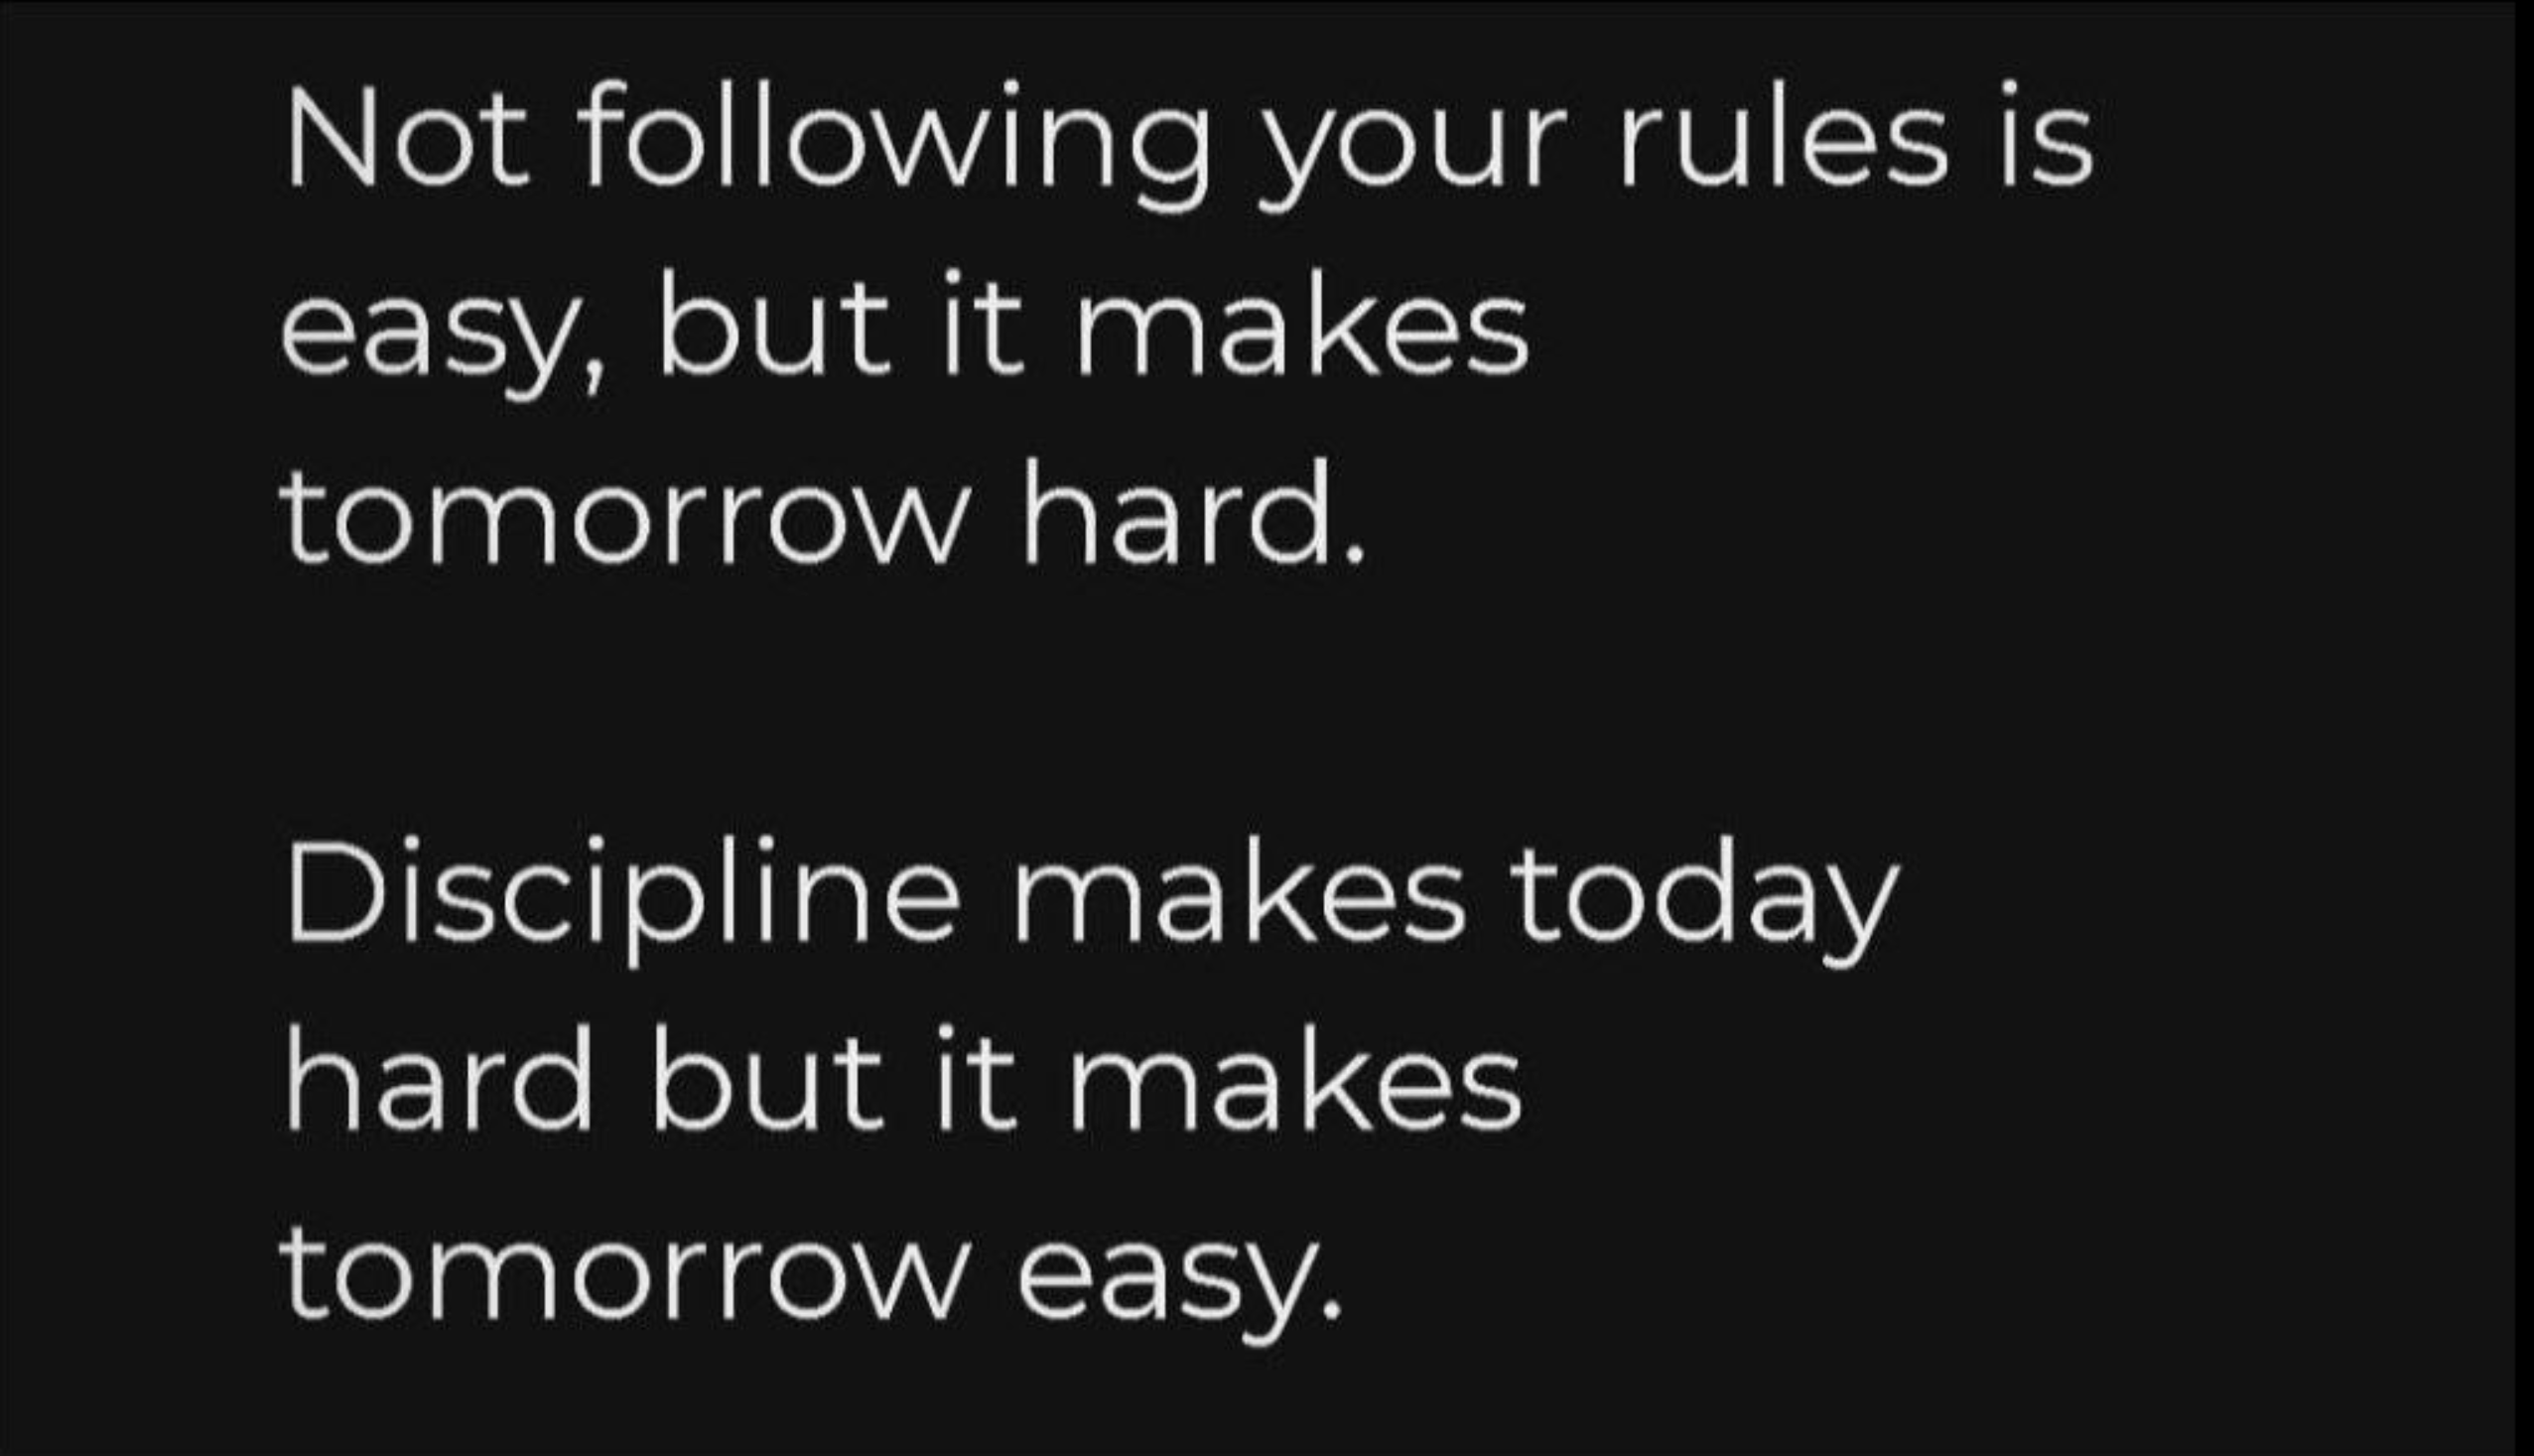 Not following your rules is
easy, but it makes
tomorrow hard.
Discipline makes today
hard but it makes
tomorrow easy.